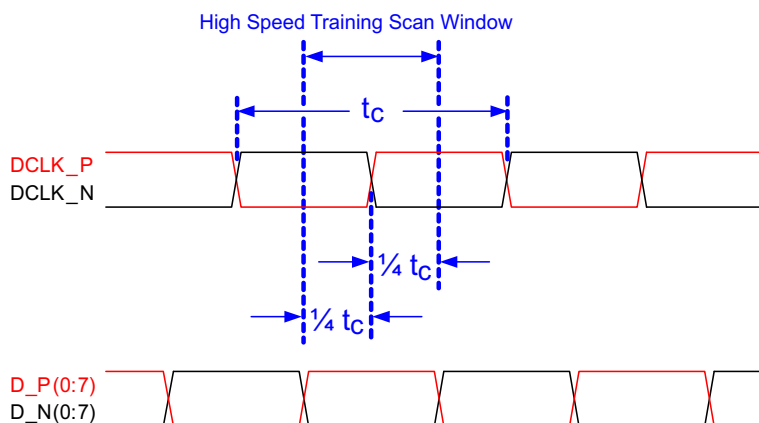 High Speed Training Scan Window
tC
DCLK_P
DCLK_N
¼ tC
¼ tC
D_P(0:7)
D_N(0:7)